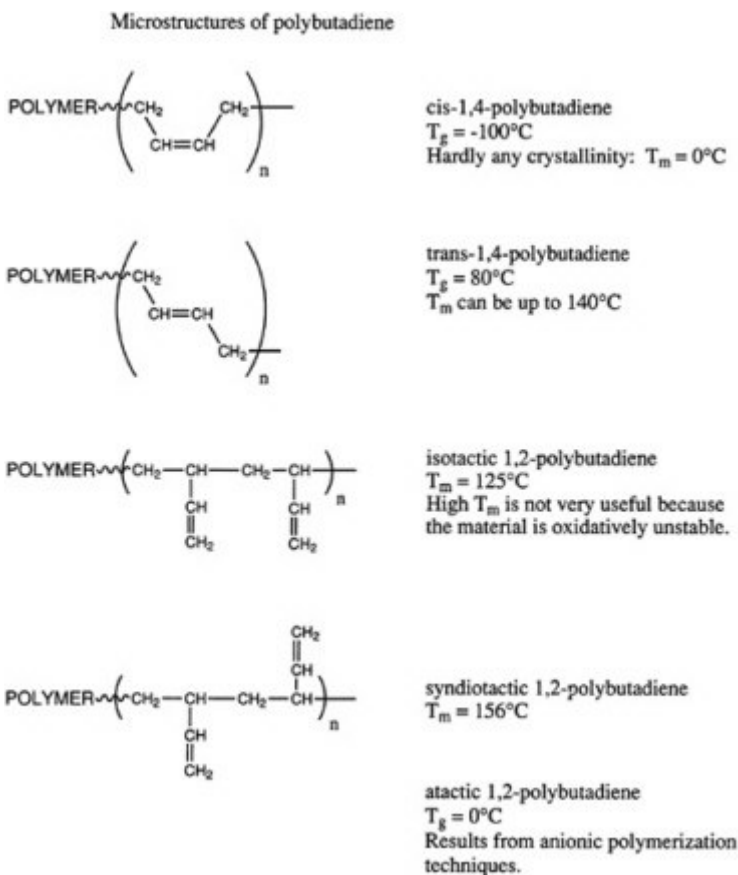 Microstructures of polybutadiene
POLYMER CH₂ CH₂
CH=CH
n
cis-1,4-polybutadiene
Tg = -100°C
Hardly any crystallinity: Tm = 0°C
POLYMER CH₂
CH=CH
CH₂
n
trans-1,4-polybutadiene
Tg = 80°C
Tm can be up to 140°C
POLYMER CH₂—CH—CH₂—CH
n
CH CH
CH₂ CH₂
isotactic 1,2-polybutadiene
Tm = 125°C
High Tm is not very useful because
the material is oxidatively unstable.
CH₂
CH
POLYMER CH₂—CH—CH₂—CH
n
CH
CH₂
syndiotactic 1,2-polybutadiene
Tm = 156°C
atactic 1,2-polybutadiene
Tg = 0°C
Results from anionic polymerization
techniques.